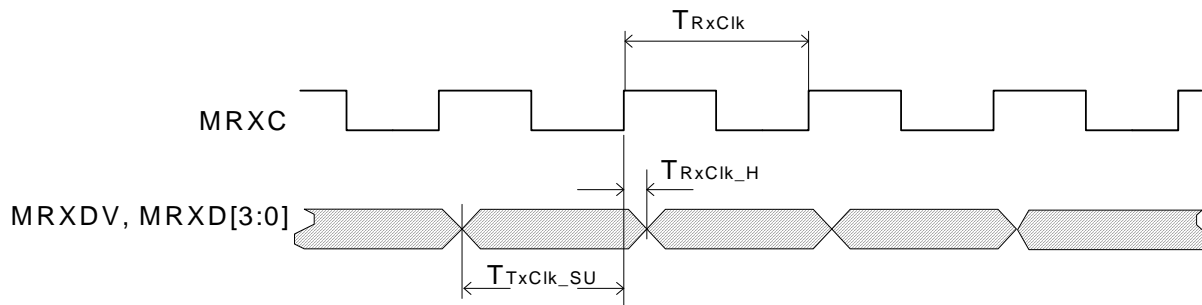 TRxClk
MRXC
TRxClk_H
MRXDV, MRXD[3:0]
TTxClk_SU